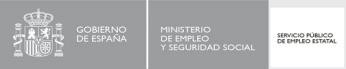 GOBIERNO
DE ESPAÑA
MINISTERIO
DE EMPLEO
Y SEGURIDAD SOCIAL
SERVICIO PÚBLICO
DE EMPLEO ESTATAL